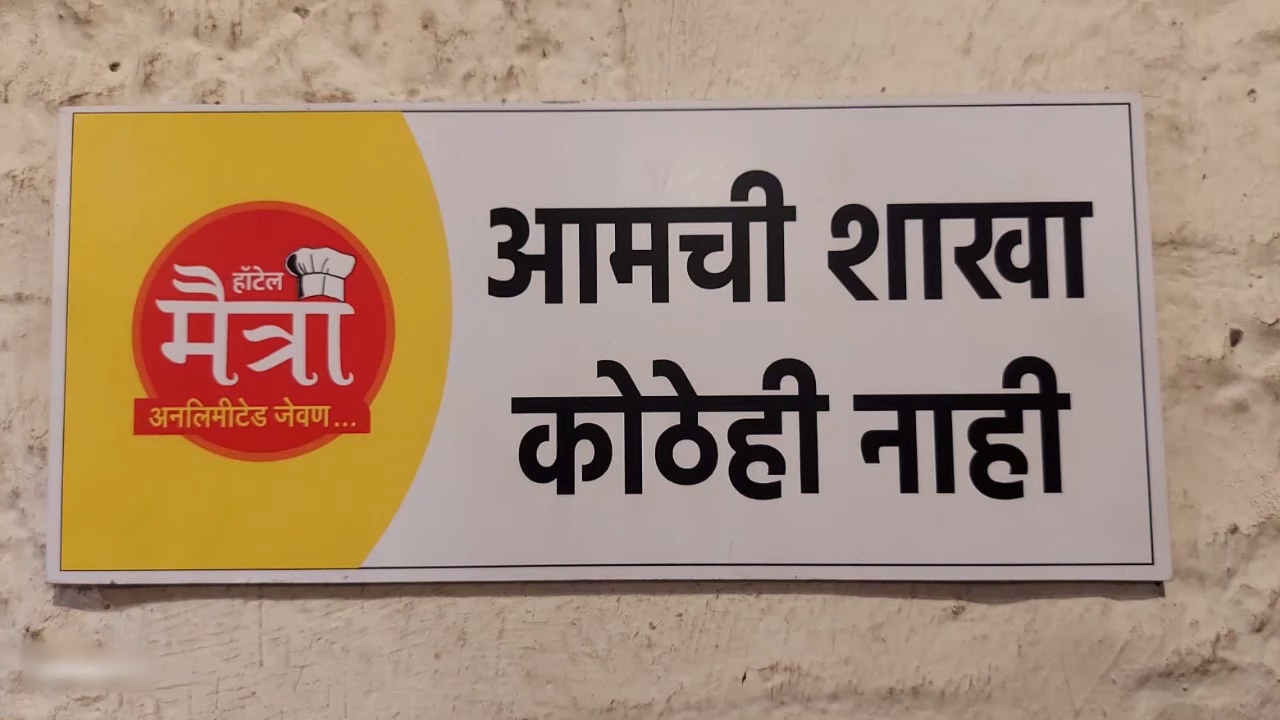 हॉटेल
मैत्री
अनलिमीटेड जेवण...
आमची शाखा
कोठेही नाही